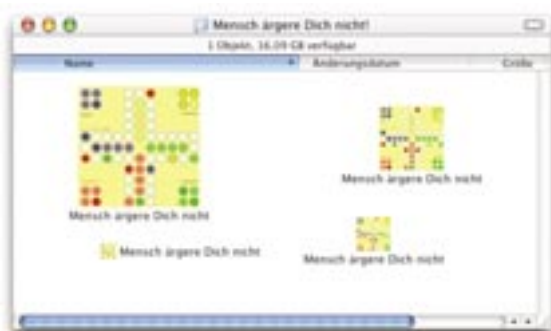 Mensch ärgere Dich nicht!
1 Objekt, 16,09 GB verfügbar
Name Änderungsdatum Größe
Mensch ärgere Dich nicht
Mensch ärgere Dich nicht
Mensch ärgere Dich nicht
Mensch ärgere Dich nicht